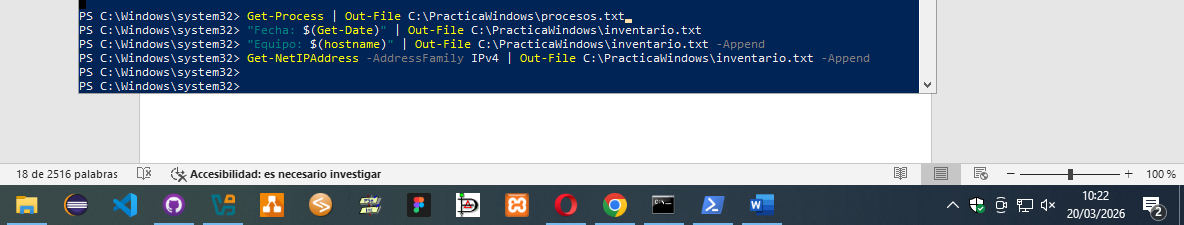 PS C:\Windows\system32> Get-Process | Out-File C:\PracticaWindows\procesos.txt
PS C:\Windows\system32> "Fecha: $(Get-Date)" | Out-File C:\PracticaWindows\inventario.txt
PS C:\Windows\system32> "Equipo: $(hostname)" | Out-File C:\PracticaWindows\inventario.txt -Append
PS C:\Windows\system32> Get-NetIPAddress -AddressFamily IPv4 | Out-File C:\PracticaWindows\inventario.txt -Append
PS C:\Windows\system32>
PS C:\Windows\system32>
18 de 2516 palabras Accesibilidad: es necesario investigar 100 %
10:22
20/03/2026
2